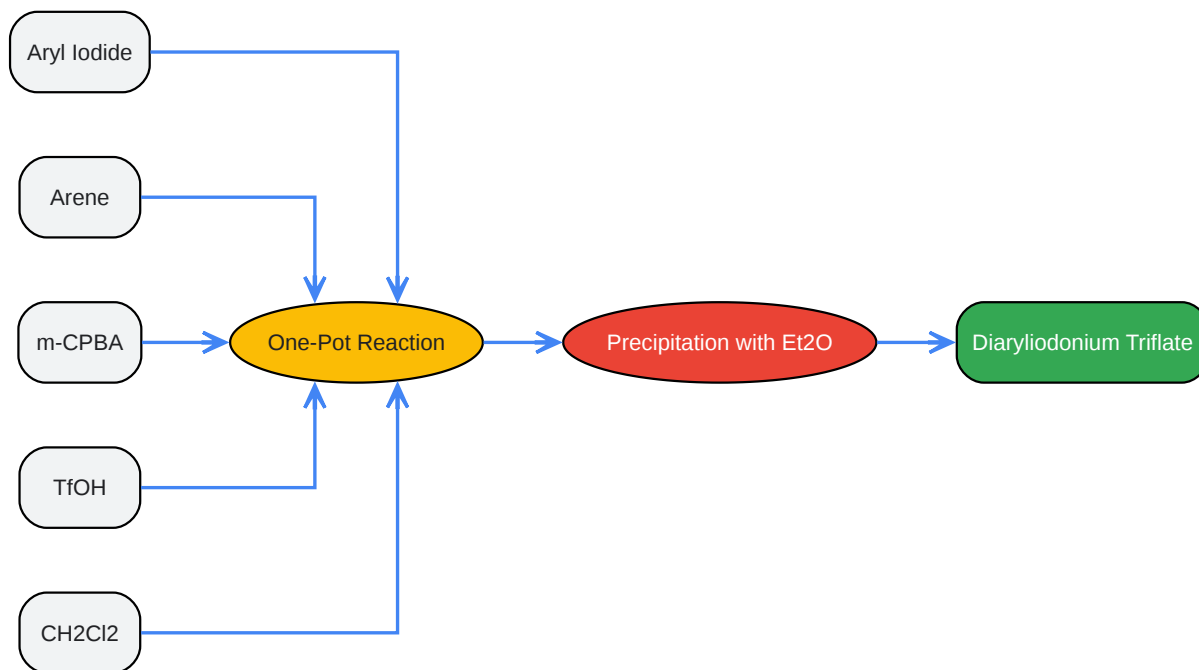 Aryl Iodide
Arene
m-CPBA
One-Pot Reaction
Precipitation with Et2O
Diaryliodonium Triflate
TfOH
CH2Cl2